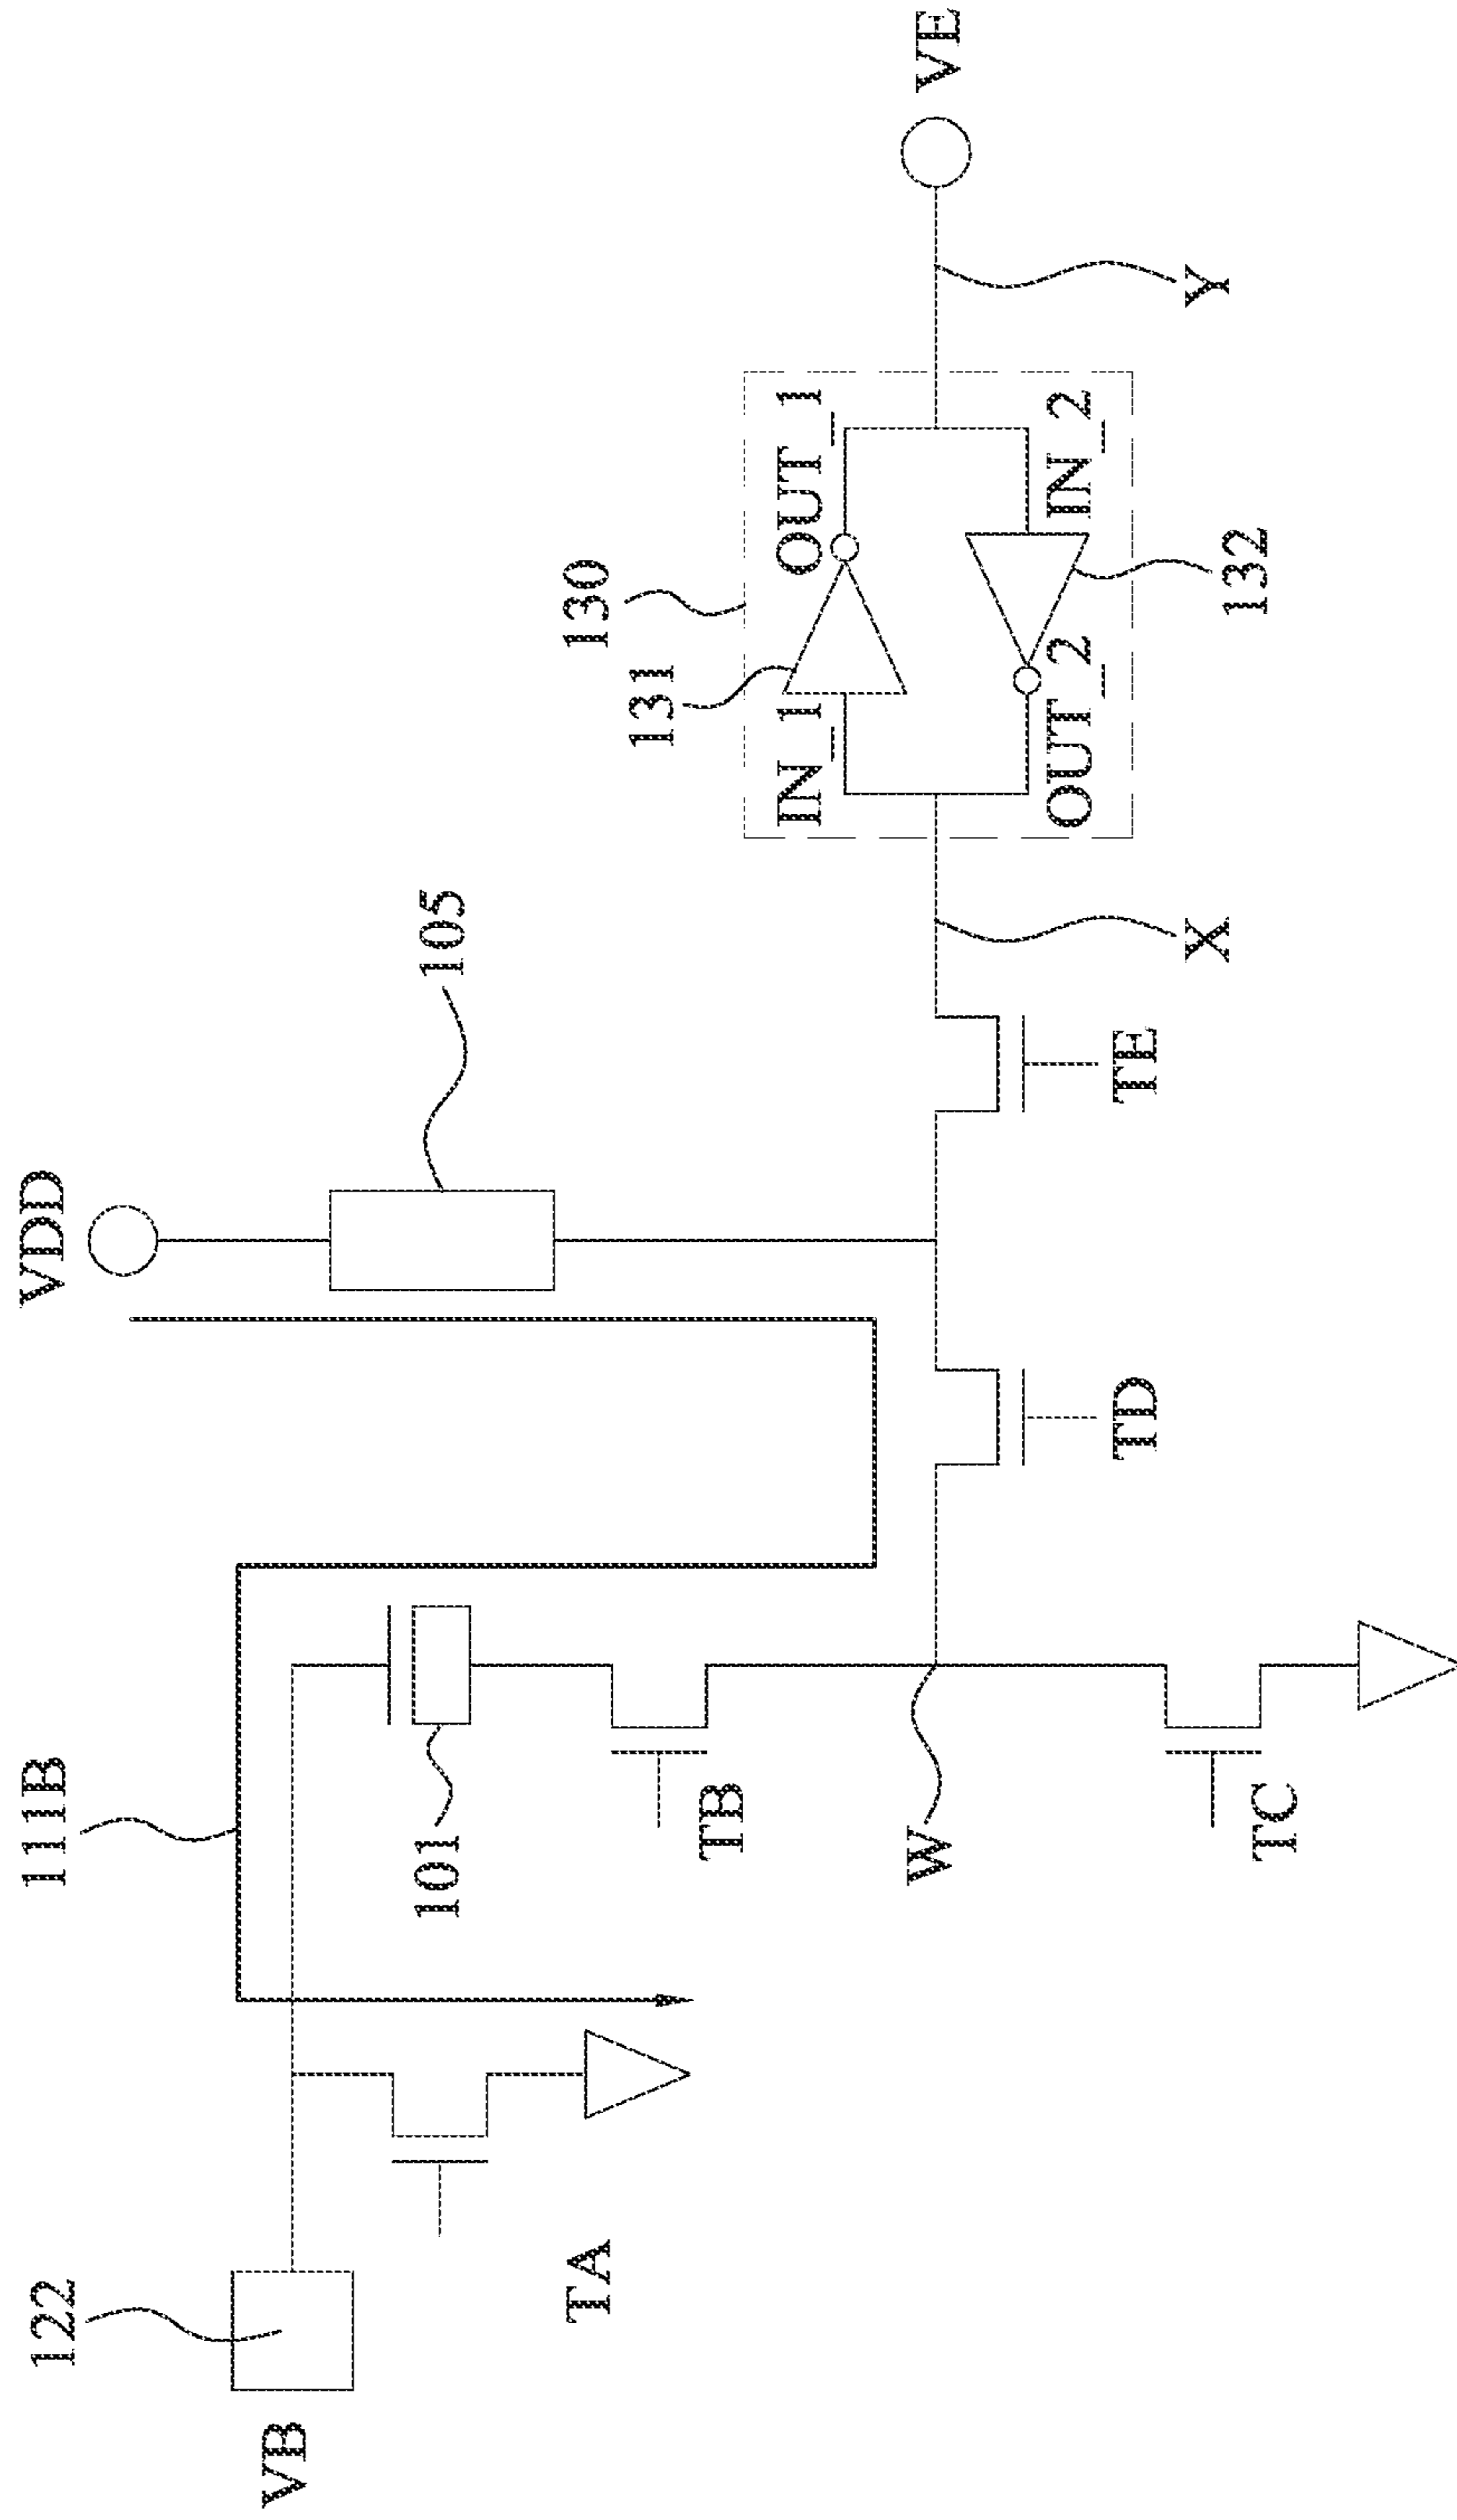 VDD
111B
122
VB
105
101
TA
TB
130
131
IN_1
OUT_1
VE
W
TD
TE
X
OUT_2
IN_2
132
Y
TC